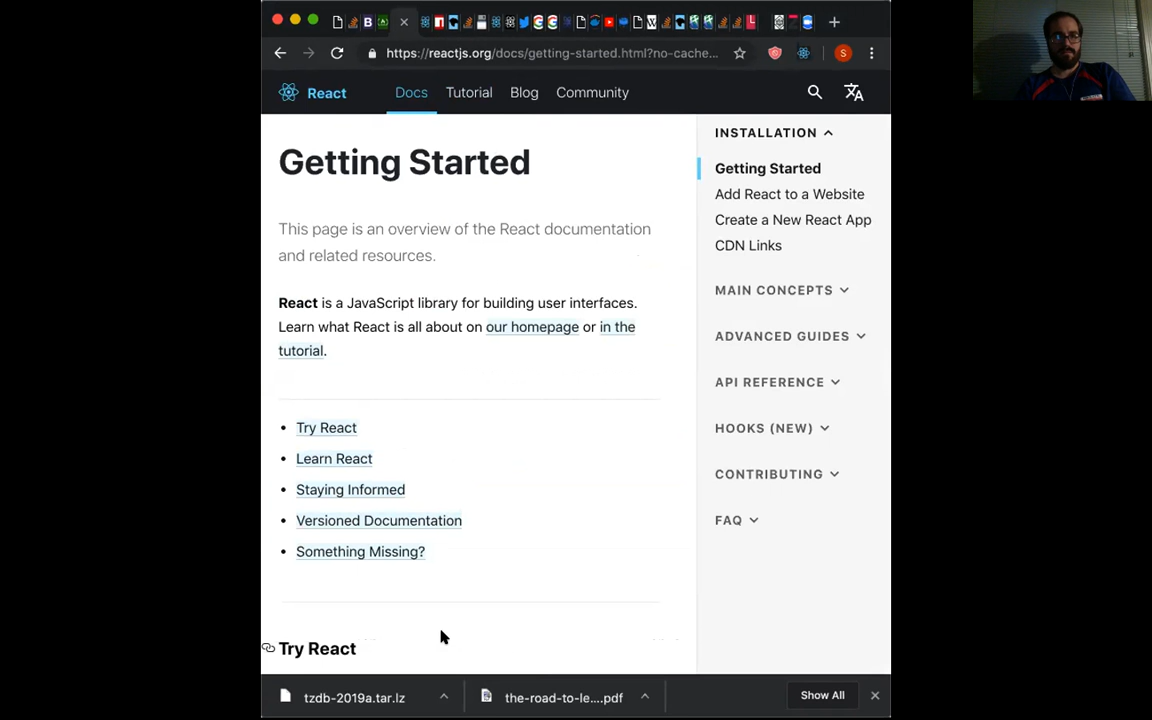 https://reactjs.org/docs/getting-started.html?no-cache...
S
React
Docs
Tutorial
Blog
Community
Getting Started
This page is an overview of the React documentation
and related resources.
React is a JavaScript library for building user interfaces.
Learn what React is all about on our homepage or in the
tutorial.
• Try React
• Learn React
• Staying Informed
• Versioned Documentation
• Something Missing?
Try React
INSTALLATION
Getting Started
Add React to a Website
Create a New React App
CDN Links
MAIN CONCEPTS
ADVANCED GUIDES
API REFERENCE
HOOKS (NEW)
CONTRIBUTING
FAQ
tzdb-2019a.tar.lz
the-road-to-le....pdf
Show All